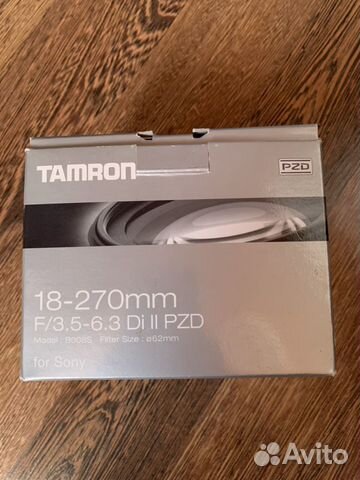 TAMRON
PZD
18-270mm
F/3.5-6.3 Di II PZD
Model : B008S Filter Size : ø62mm
for Sony
Avito